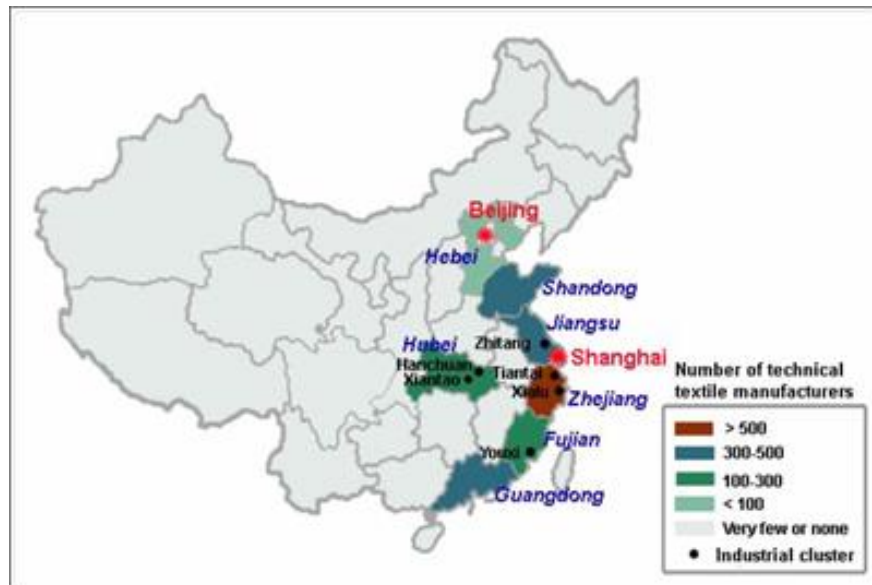 Beijing
Hebei
Shandong
Jiangsu
Zhitang
Shanghai
Hubei
Hanchuan
Xiantao
Tiantai
Zhejiang
Fujian
Youxi
Guangdong
Number of technical
textile manufacturers
> 500
300-500
100-300
< 100
Very few or none
Industrial cluster